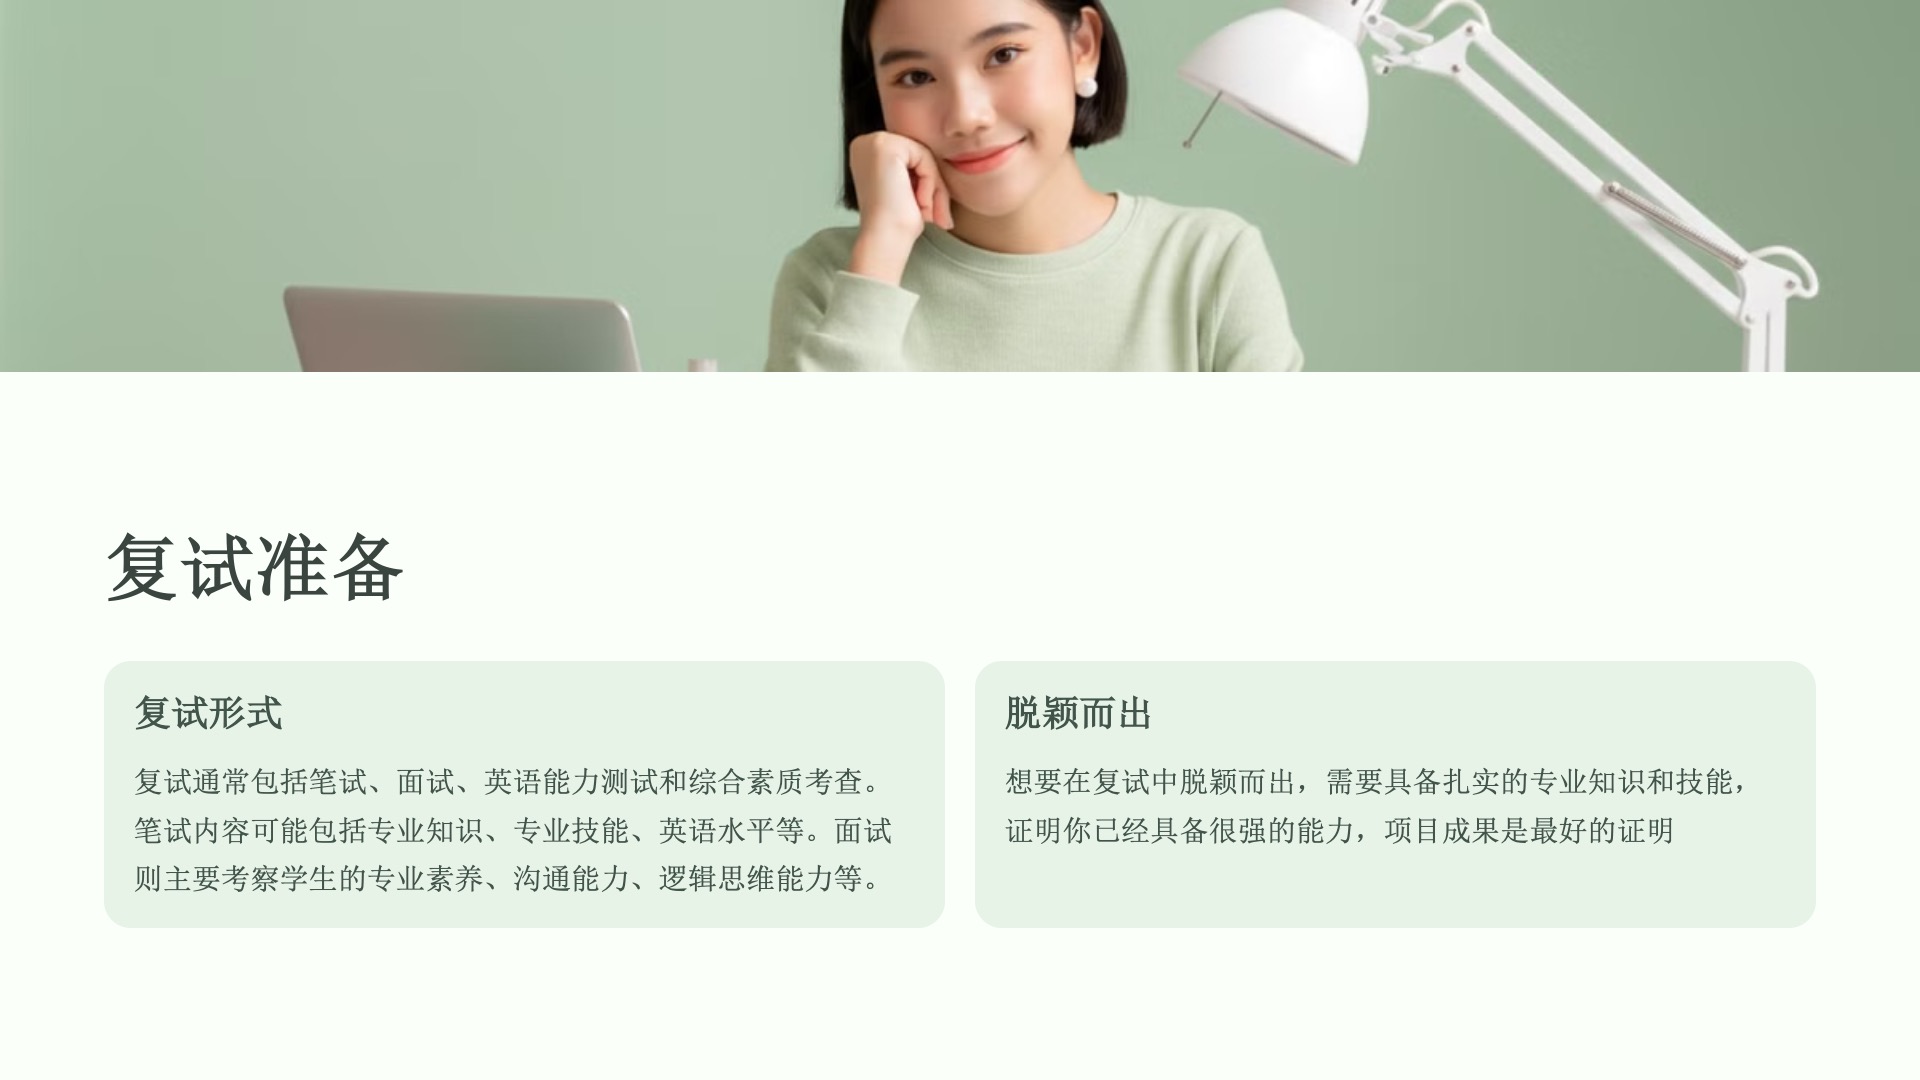 复试准备
复试形式
复试通常包括笔试、面试、英语能力测试和综合素质考查。
笔试内容可能包括专业知识、专业技能、英语水平等。面试
则主要考察学生的专业素养、沟通能力、逻辑思维能力等。
脱颖而出
想要在复试中脱颖而出，需要具备扎实的专业知识和技能，
证明你已经具备很强的能力，项目成果是最好的证明